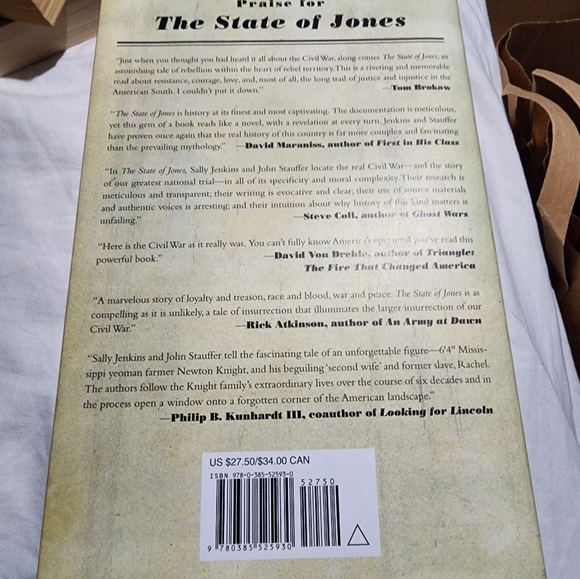 Praise for
The State of Jones
"Just when you thought you had heard it all about the Civil War, along comes The State of Jones, an
astonishing tale of rebellion within the heart of rebel territory. This is a riveting and memorable
read about resistance, courage, love, and, most of all, the long trail of justice and injustice in the
American South. I couldn't put it down." —Tom Brokaw
"The State of Jones is history at its finest and most captivating. The documentation is meticulous,
yet this gem of a book reads like a novel, with a revelation at every turn. Jenkins and Stauffer
have proven once again that the real history of this country is far more complex and fascinating
than the prevailing mythology." —David Maraniss, author of First in His Class
"In The State of Jones, Sally Jenkins and John Stauffer locate the real Civil War—and the story
of our greatest national trial—in all of its specificity and moral complexity. Their research is
meticulous and transparent; their writing is evocative and clear; their use of source materials
and authentic voices is arresting; and their intuition about why history of this kind matters is
unfailing." —Steve Coll, author of Ghost Wars
"Here is the Civil War as it really was. You can't fully know America's epic until you've read this
powerful book." —David Von Drehle, author of Triangle:
The Fire That Changed America
"A marvelous story of loyalty and treason, race and blood, war and peace. The State of Jones is as
compelling as it is unlikely, a tale of insurrection that illuminates the larger insurrection of our
Civil War." —Rick Atkinson, author of An Army at Dawn
"Sally Jenkins and John Stauffer tell the fascinating tale of an unforgettable figure—6'4" Missis-
sippi yeoman farmer Newton Knight, and his beguiling 'second wife' and former slave, Rachel.
The authors follow the Knight family's extraordinary lives over the course of six decades and in
the process open a window onto a forgotten corner of the American landscape."
—Philip B. Kunhardt III, coauthor of Looking for Lincoln
US $27.50/$34.00 CAN
ISBN 978-0-385-52593-0
52750
9 780385 525930